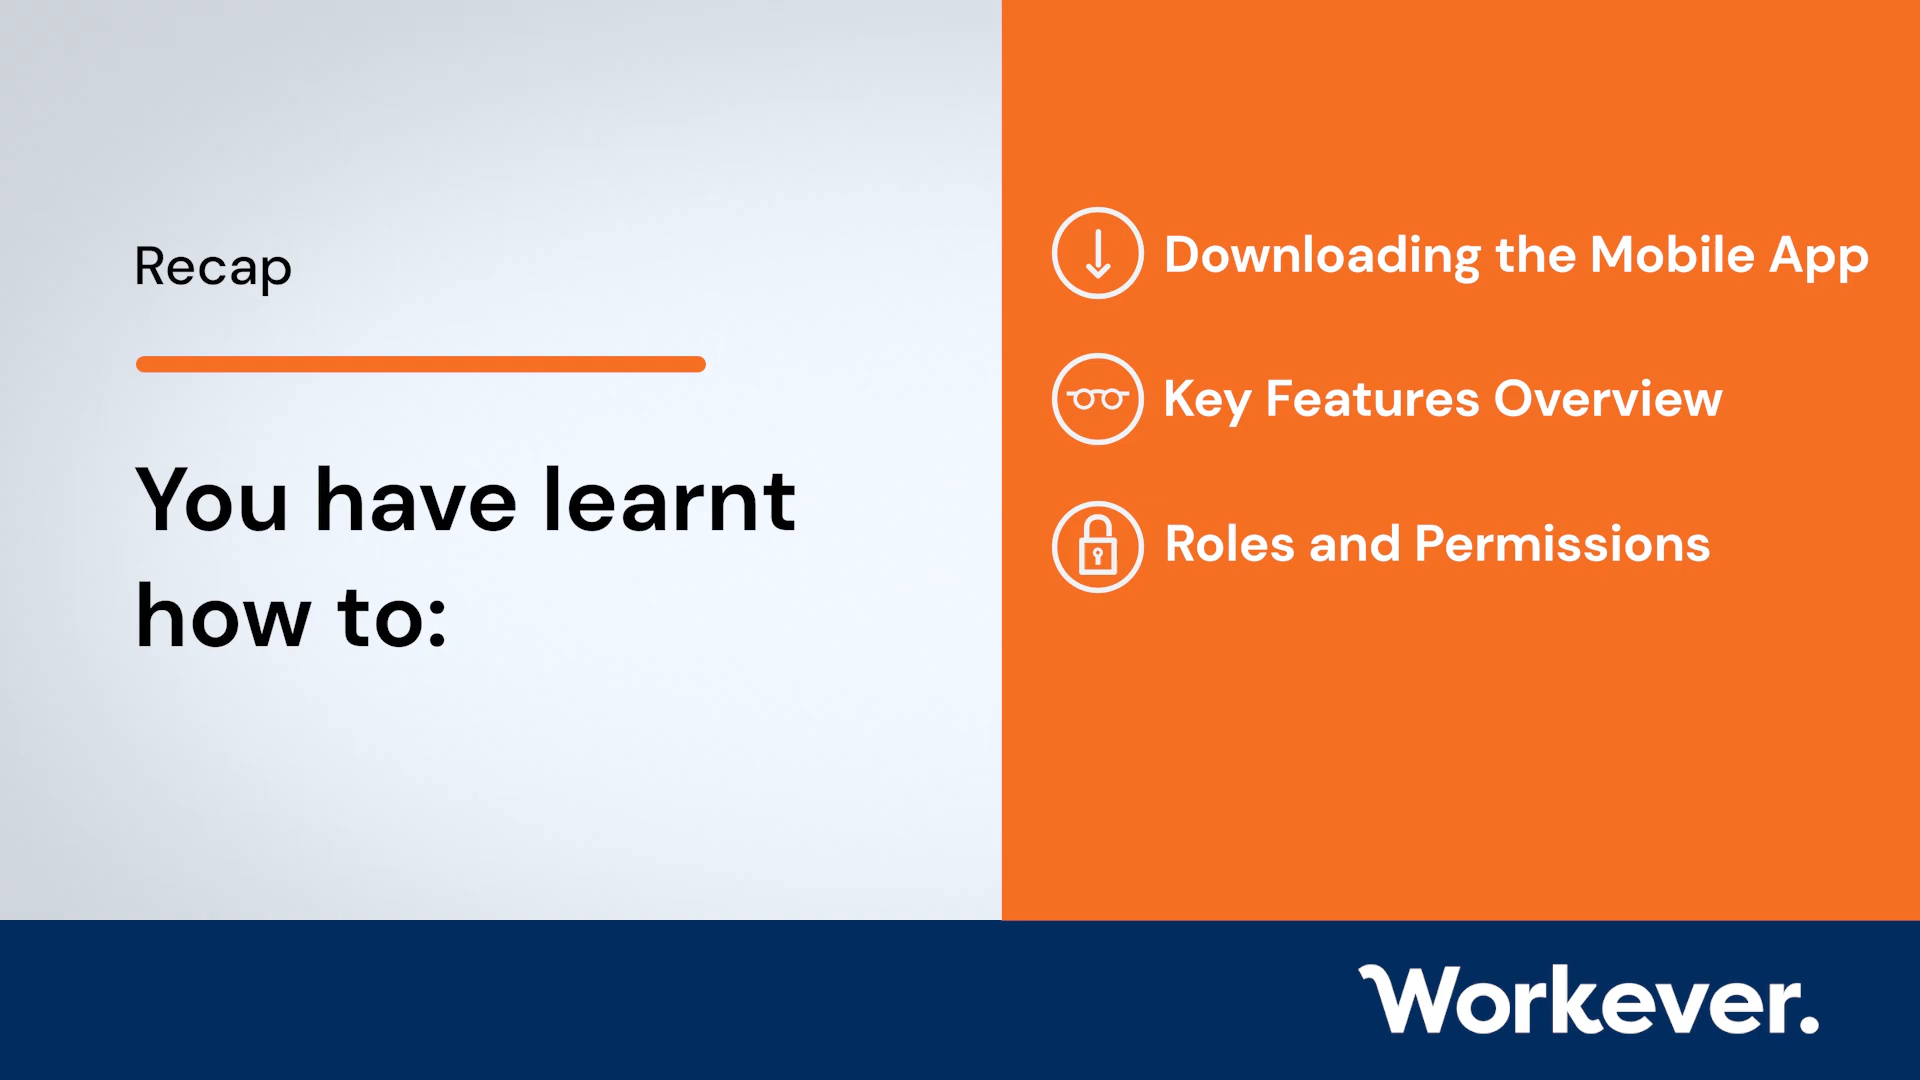 Recap
You have learnt
how to:
Downloading the Mobile App
Key Features Overview
Roles and Permissions
Workever.